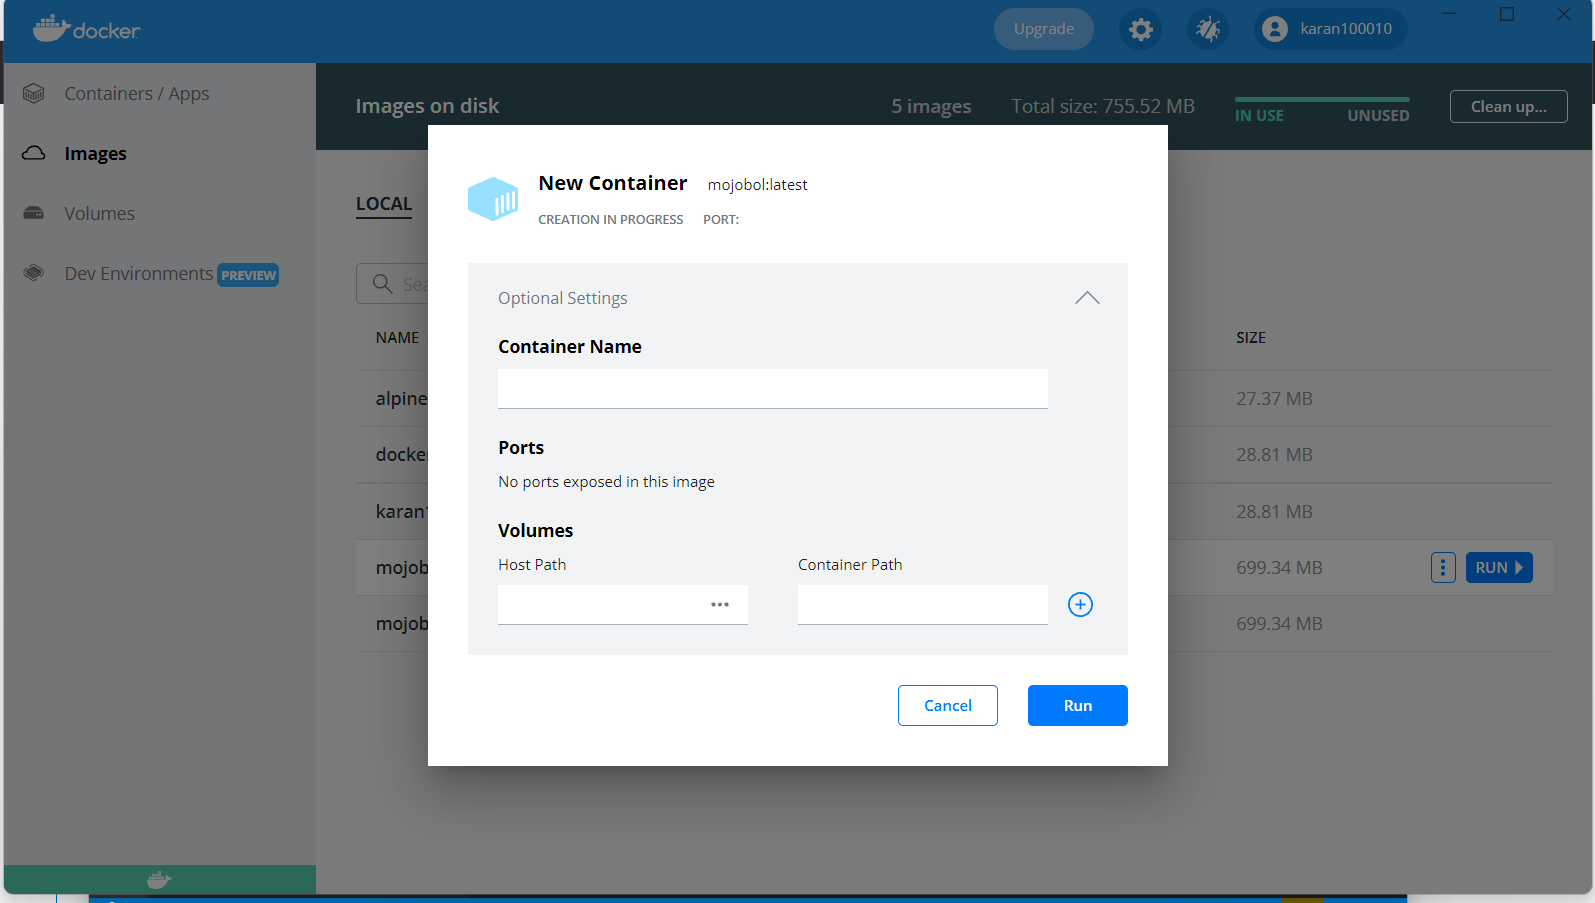 docker
Upgrade
karan100010
Containers / Apps
Images
Volumes
Dev Environments PREVIEW
Images on disk
5 images
Total size: 755.52 MB
IN USE
UNUSED
Clean up...
LOCAL
Sea
NAME
SIZE
alpine
27.37 MB
docke
28.81 MB
karan1
28.81 MB
mojob
699.34 MB
RUN
mojob
699.34 MB
New Container mojobol:latest
CREATION IN PROGRESS PORT:
Optional Settings
Container Name
Ports
No ports exposed in this image
Volumes
Host Path Container Path
Cancel Run